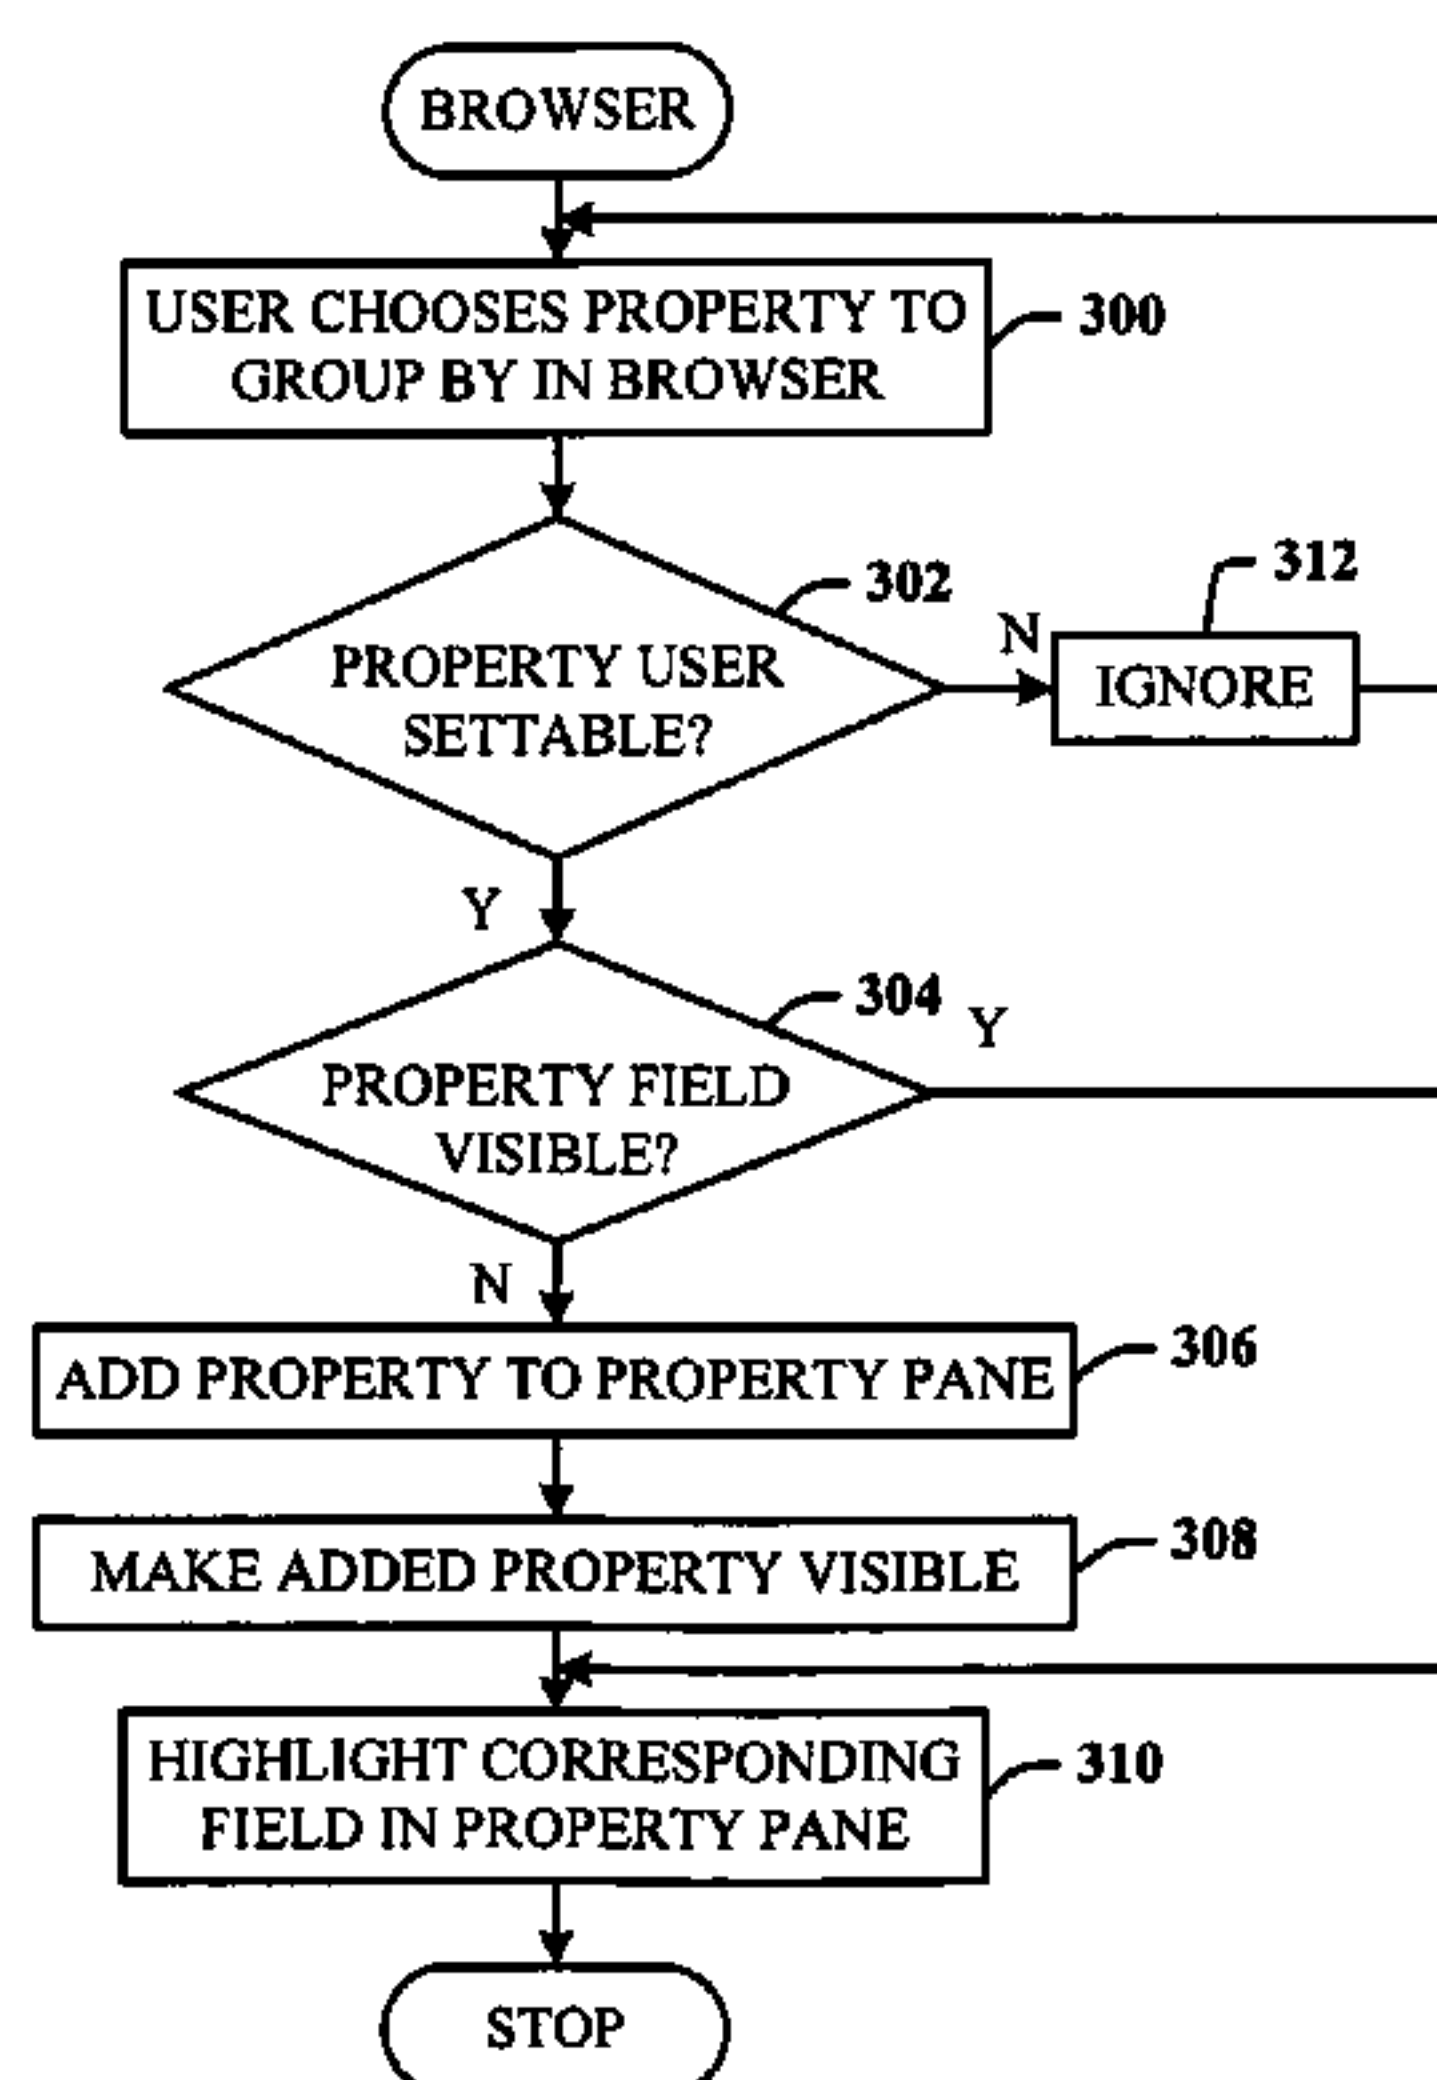 BROWSER
USER CHOOSES PROPERTY TO
GROUP BY IN BROWSER
300
302
PROPERTY USER
SETTABLE?
N
312
IGNORE
Y
304
Y
PROPERTY FIELD
VISIBLE?
N
ADD PROPERTY TO PROPERTY PANE
306
MAKE ADDED PROPERTY VISIBLE
308
HIGHLIGHT CORRESPONDING
FIELD IN PROPERTY PANE
310
STOP